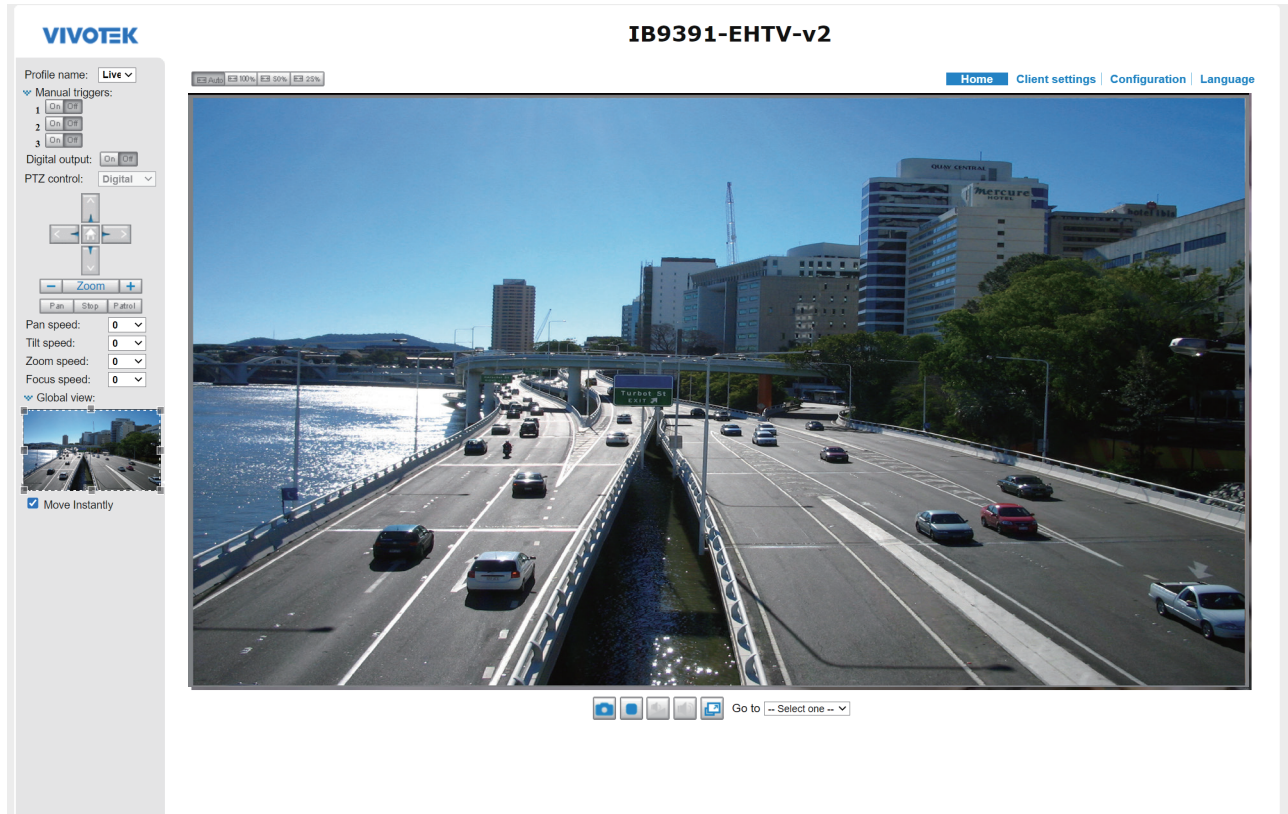 VIVOTEK
IB9391-EHTV-v2
Profile name: Live
Manual triggers:
1 On Off
2 On Off
3 On Off
Digital output: On Off
PTZ control: Digital
Zoom
Pan Stop Patrol
Pan speed: 0
Tilt speed: 0
Zoom speed: 0
Focus speed: 0
Global view:
Move Instantly
Auto 100% 50% 25%
Home Client settings Configuration Language
QUAY CENTRAL
mercure
HOTEL
hotel ibis
Turbot St
EXIT
Go to -- Select one --